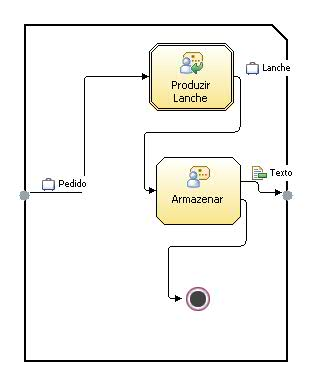 Lanche
Produzir
Lanche
Pedido
Texto
Armazenar